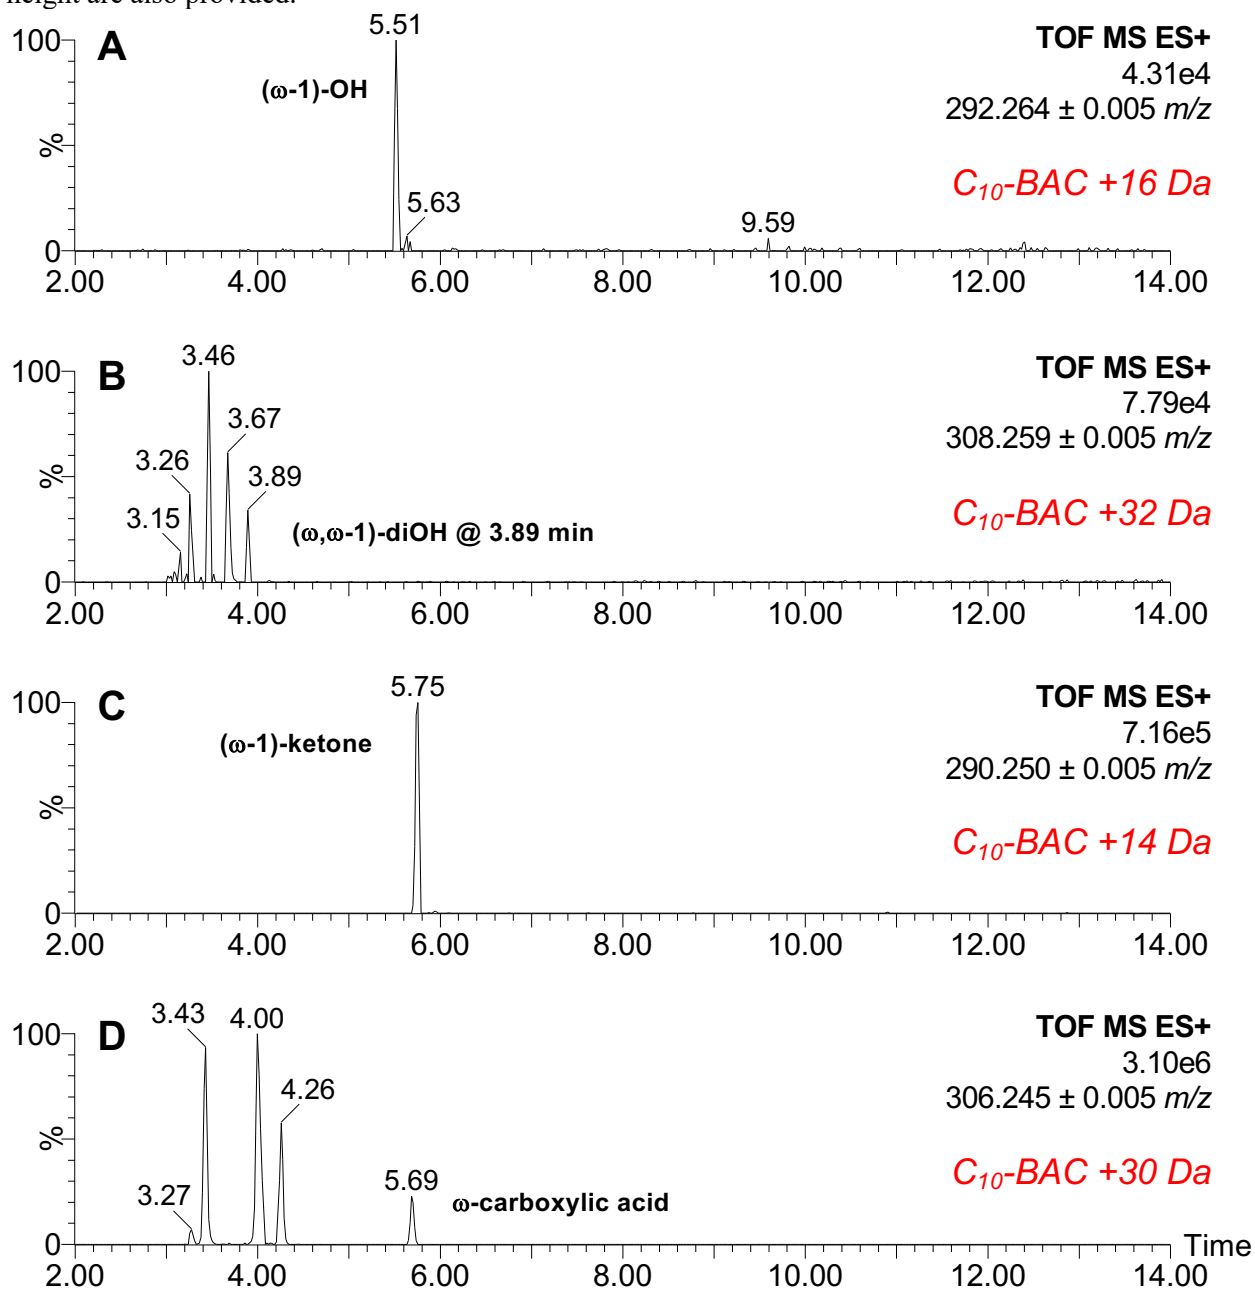 height are also provided.
100
A
5.51
TOF MS ES+
(ω-1)-OH
4.31e4
292.264 ± 0.005 m/z
%
C10-BAC +16 Da
5.63
9.59
0
2.00 4.00 6.00 8.00 10.00 12.00 14.00
100
B
3.46
TOF MS ES+
7.79e4
3.67
308.259 ± 0.005 m/z
3.26
%
3.89
C10-BAC +32 Da
3.15
(ω,ω-1)-diOH @ 3.89 min
0
2.00 4.00 6.00 8.00 10.00 12.00 14.00
100
C
5.75
TOF MS ES+
7.16e5
(ω-1)-ketone
290.250 ± 0.005 m/z
%
C10-BAC +14 Da
0
2.00 4.00 6.00 8.00 10.00 12.00 14.00
100
D
3.43
4.00
TOF MS ES+
3.10e6
4.26
306.245 ± 0.005 m/z
%
C10-BAC +30 Da
3.27
5.69
ω-carboxylic acid
0
Time
2.00 4.00 6.00 8.00 10.00 12.00 14.00